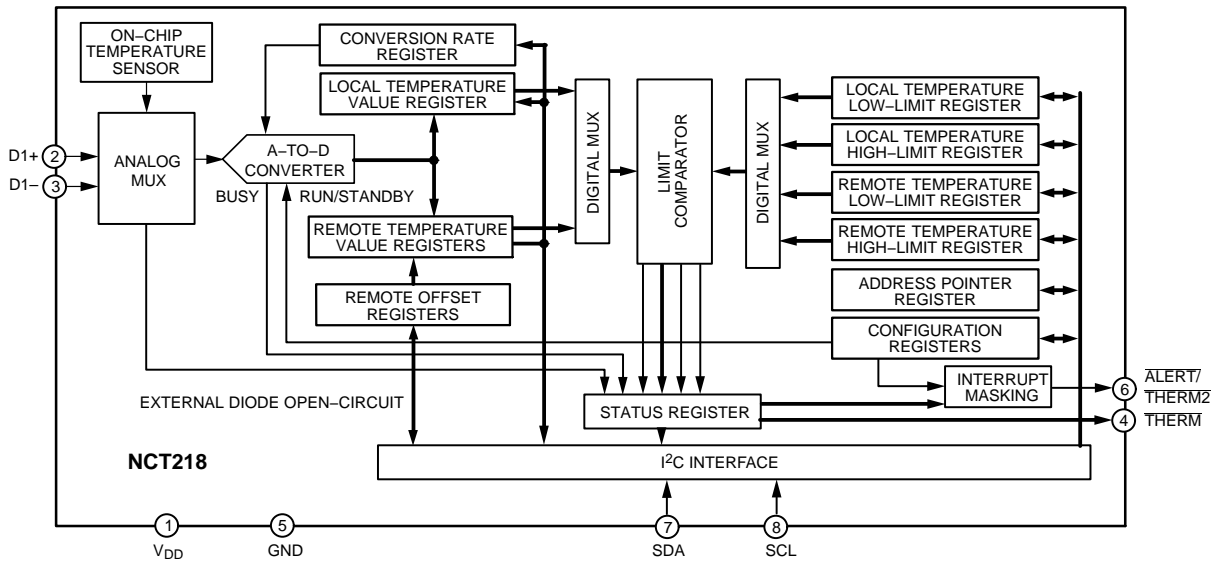 ON–CHIP
TEMPERATURE
SENSOR
CONVERSION RATE
REGISTER
LOCAL TEMPERATURE
VALUE REGISTER
LOCAL TEMPERATURE
LOW–LIMIT REGISTER
D1+
2
D1–
3
ANALOG
MUX
A–TO–D
CONVERTER
BUSY
RUN/STANDBY
DIGITAL MUX
LIMIT
COMPARATOR
DIGITAL MUX
LOCAL TEMPERATURE
HIGH–LIMIT REGISTER
REMOTE TEMPERATURE
LOW–LIMIT REGISTER
REMOTE TEMPERATURE
VALUE REGISTERS
REMOTE TEMPERATURE
HIGH–LIMIT REGISTER
REMOTE OFFSET
REGISTERS
ADDRESS POINTER
REGISTER
CONFIGURATION
REGISTERS
EXTERNAL DIODE OPEN–CIRCUIT
STATUS REGISTER
INTERRUPT
MASKING
6
ALERT/
THERM2
4
THERM
NCT218
I²C INTERFACE
1
VDD
5
GND
7
SDA
8
SCL